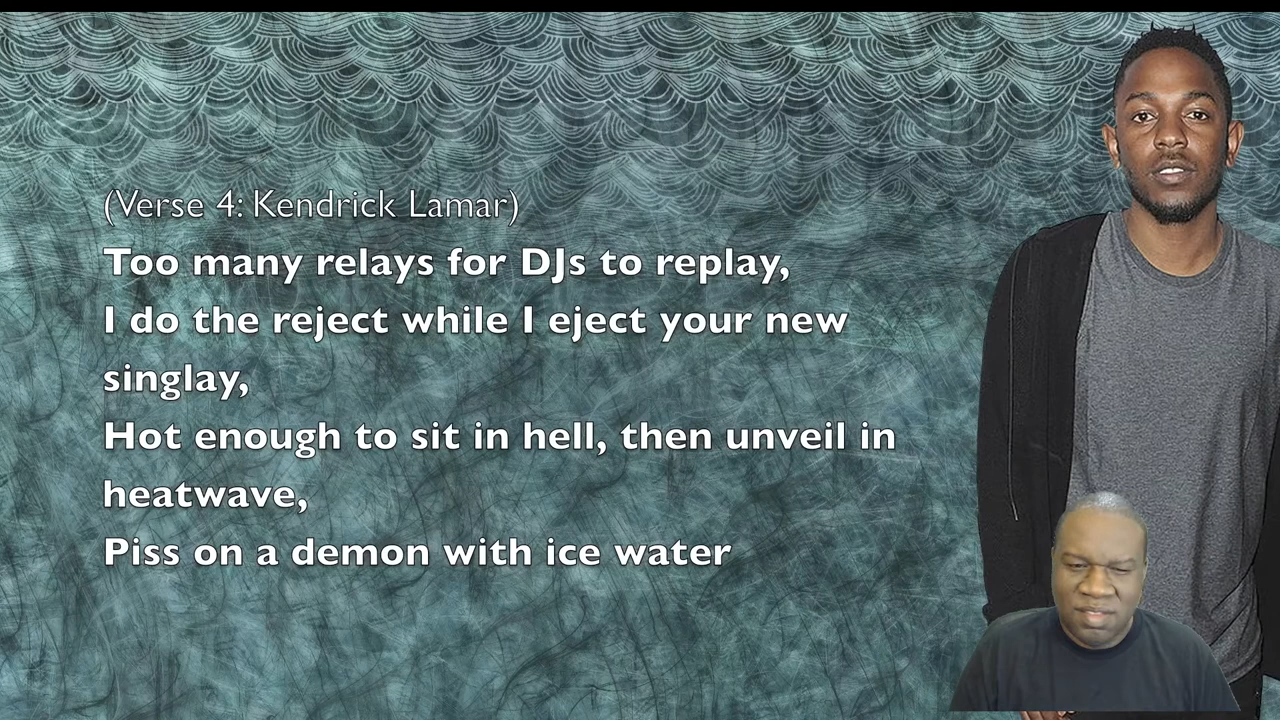 (Verse 4: Kendrick Lamar)
Too many relays for DJs to replay,
I do the reject while I eject your new
singlay,
Hot enough to sit in hell, then unveil in
heatwave,
Piss on a demon with ice water